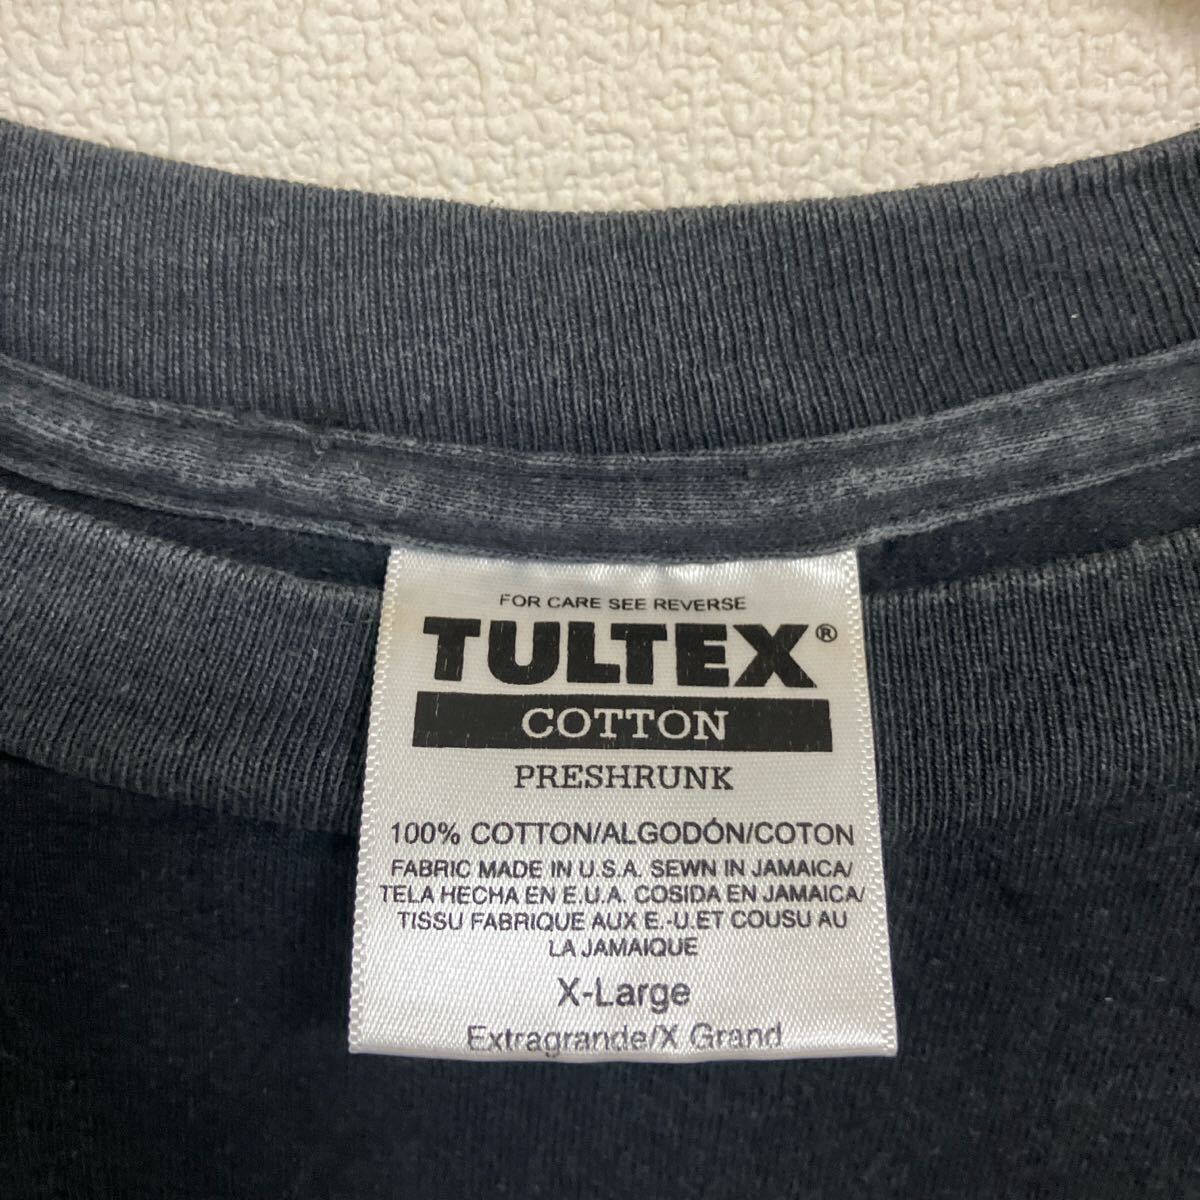 FOR CARE SEE REVERSE
TULTEX®
COTTON
PRESHRUNK
100% COTTON/ALGODÓN/COTON
FABRIC MADE IN U.S.A. SEWN IN JAMAICA/
TELA HECHA EN E.U.A. COSIDA EN JAMAICA/
TISSU FABRIQUE AUX E.-U.ET COUSU AU
LA JAMAIQUE
X-Large
Extragrande/X Grand